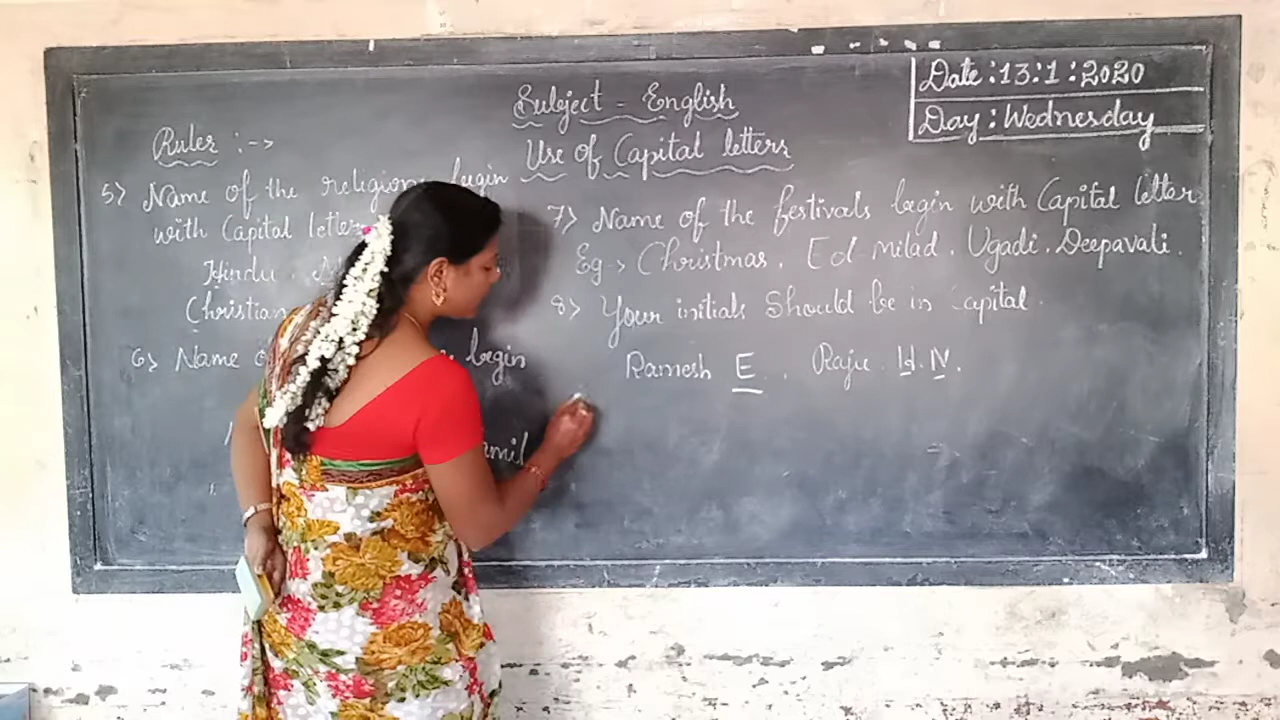 Date : 13 : 1 : 2020
Day : Wednesday
Subject - English
Use of Capital letters
Rules :->
5> Name of the religions begin
with Capital letter
Hindu .
Christian
6> Name begin
7> Name of the festivals begin with Capital letter
Eg -> Christmas . Ed-milad . Ugadi . Deepavali .
8> Your initials Should be in capital .
Ramesh E . Raju . H . N .